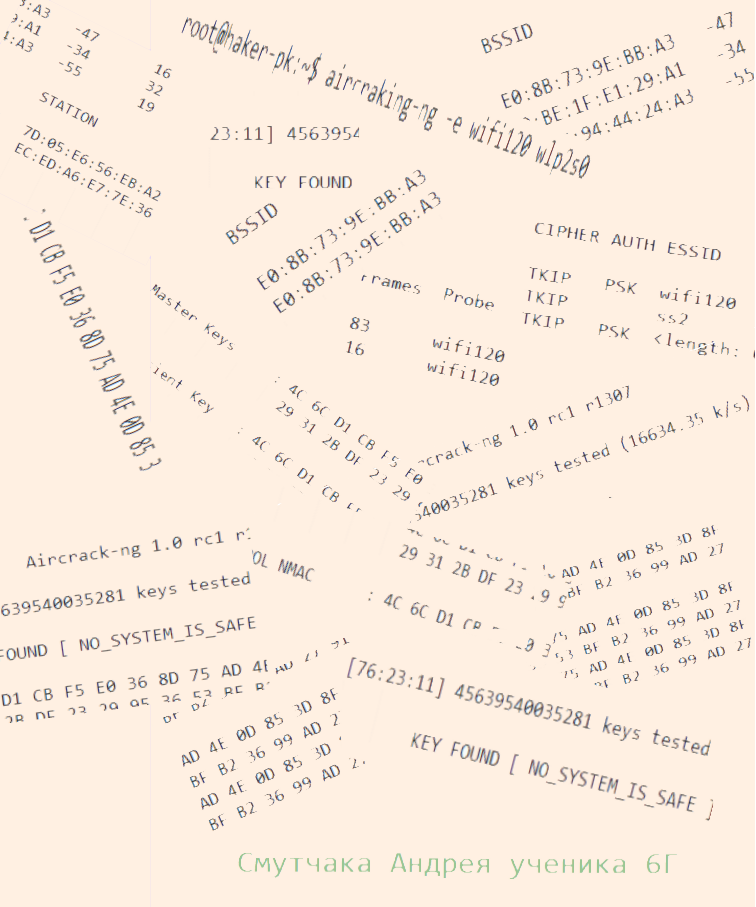 :A3 -47
:A1 -34
:A3 -55
16
32
19
STATION
7D:05:E6:56:EB:A2
EC:ED:A6:E7:7E:36
root@haker-pk:~$ aircraking-ng -e wifi120 wlp2s0
BSSID
E0:8B:73:9E:BB:A3 -47
BE:1F:E1:29:A1 -34
94:44:24:A3 -55
23:11] 4563954
KEY FOUND
BSSID
E0:8B:73:9E:BB:A3
E0:8B:73:9E:BB:A3
CIPHER AUTH ESSID
TKIP PSK wifi120
TKIP ss2
TKIP PSK <length:
: D1 CB F5 E0 36 8D 75 AD 4E 0D 85 3
Master Keys
ient Key
rames Probe
83 wifi120
16 wifi120
: 4C 6C D1 CB F5 E0
29 31 2B DF 23 29
: 4C 6C D1 CB
crack-ng 1.0 rc1 r1307
540035281 keys tested (16634.35 k/s)
Aircrack-ng 1.0 rc1 r
639540035281 keys tested
FOUND [ NO_SYSTEM_IS_SAFE
D1 CB F5 E0 36 8D 75 AD 4E
OL NMAC
29 31 2B DF 23
: 4C 6C D1
AD 4E 0D 85 3D 8F
BF B2 36 99 AD 27
AD 4E 0D 85 3D 8F
53 BF B2 36 99 AD 27
75 AD 4E 0D 85 3D 8F
BF B2 36 99 AD 27
AD 4E 0D 85 3D 8F
BF B2 36 99 AD 2
AD 4E 0D 85 3D
BF B2 36 99 AD 2
[76:23:11] 45639540035281 keys tested
KEY FOUND [ NO_SYSTEM_IS_SAFE ]
Смутчака Андрея ученика 6Г